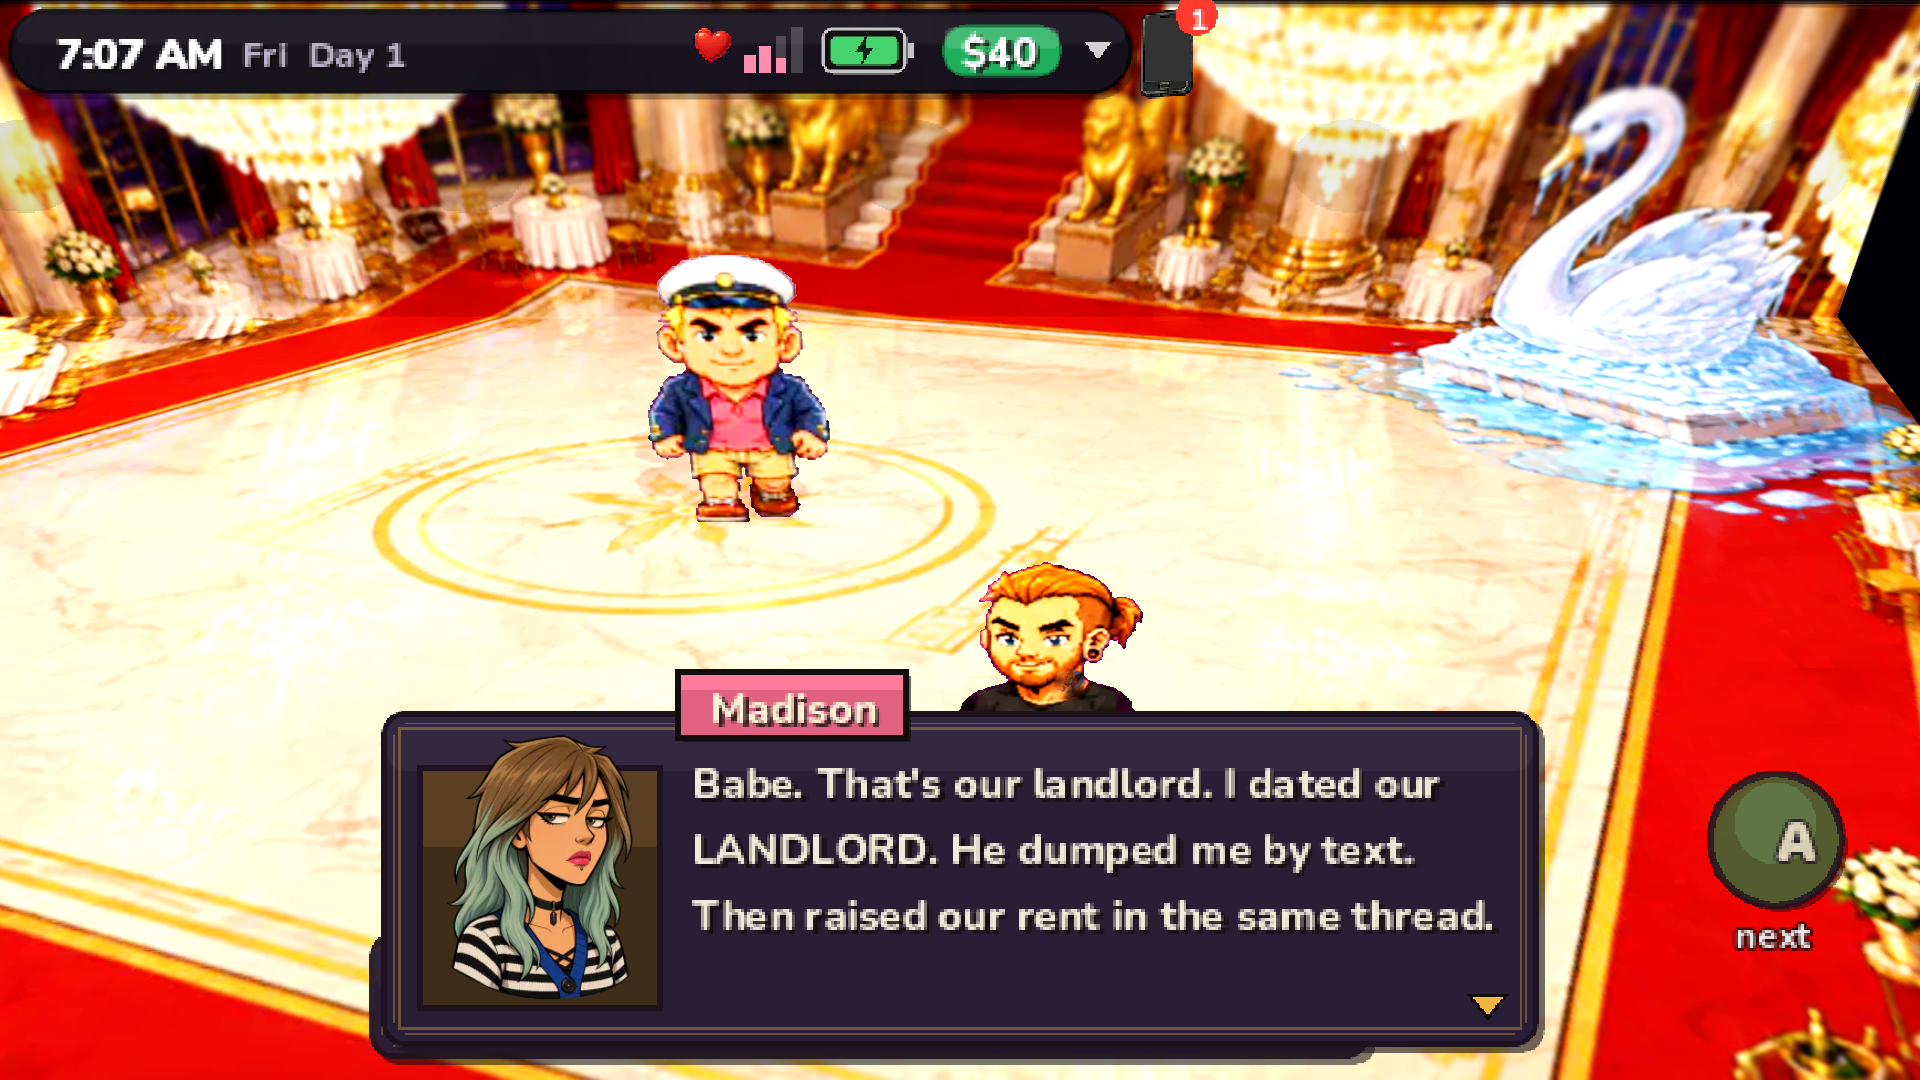 7:07 AM Fri Day 1
$40
1
Madison
Babe. That's our landlord. I dated our
LANDLORD. He dumped me by text.
Then raised our rent in the same thread.
A
next